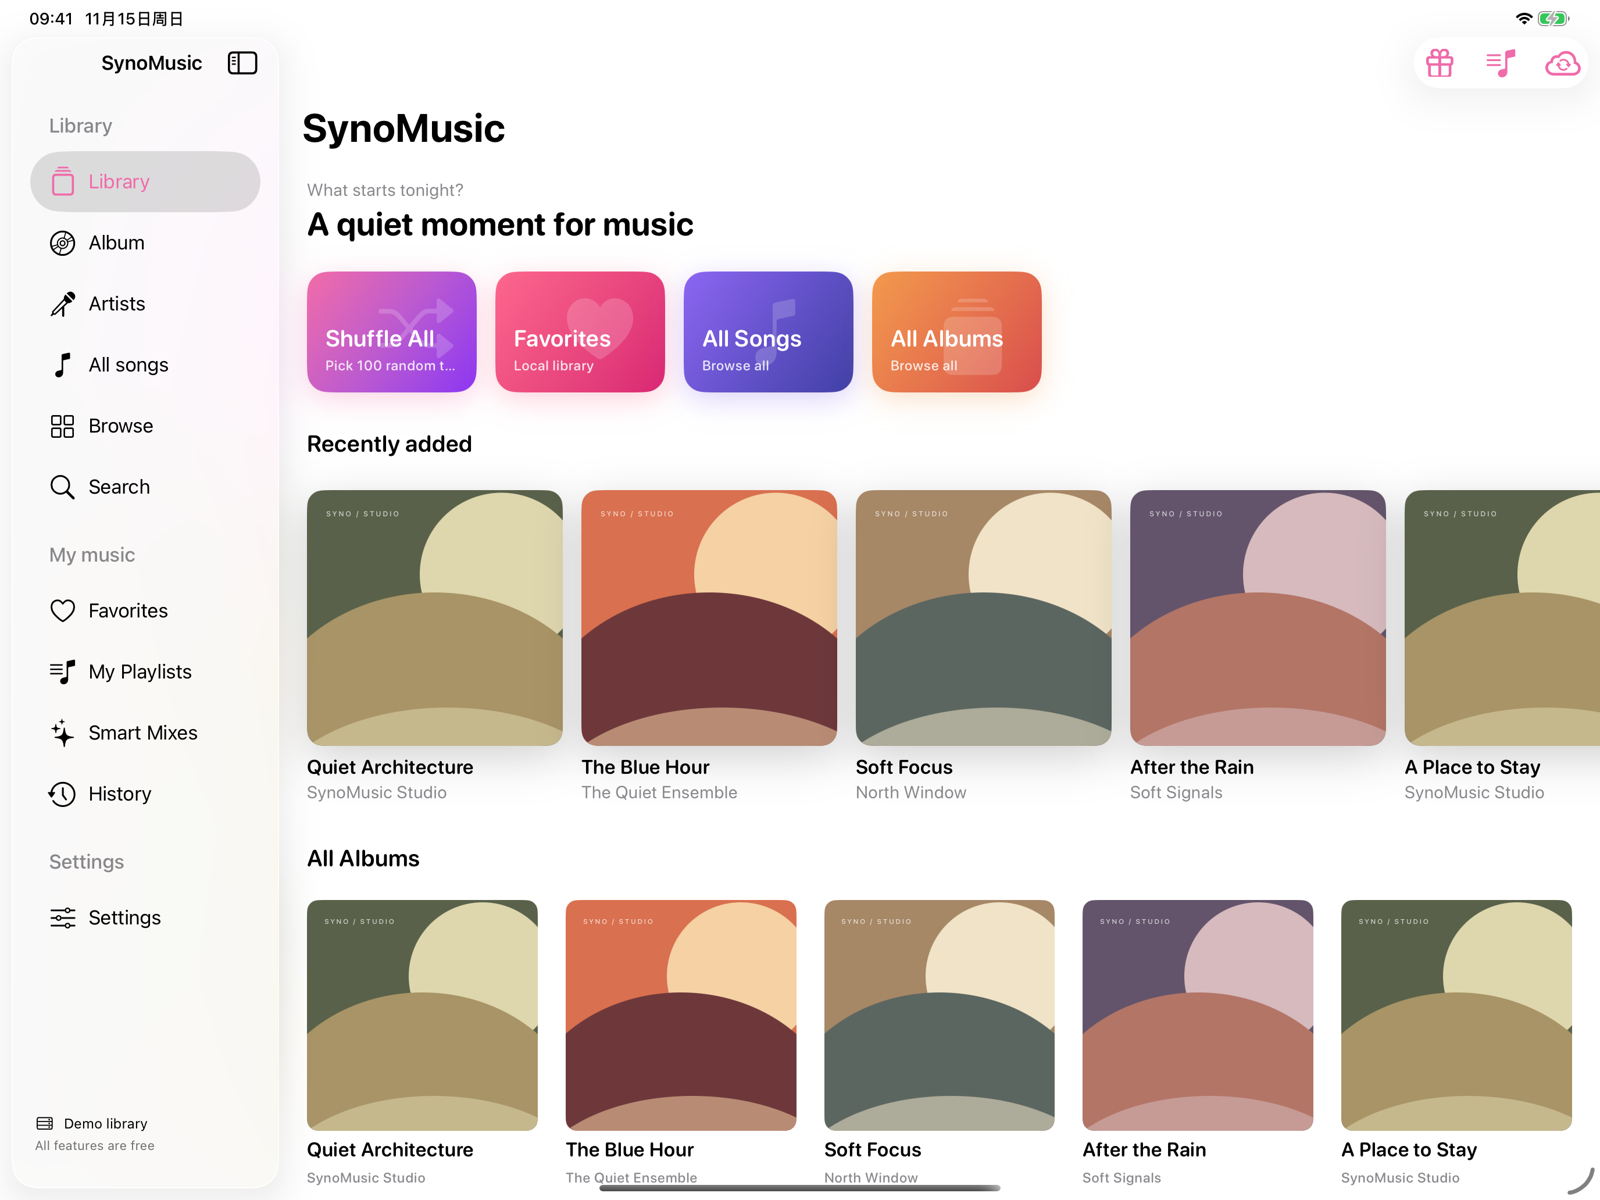 09:41 11月15日周日
SynoMusic
Library
Library
Album
Artists
All songs
Browse
Search
My music
Favorites
My Playlists
Smart Mixes
History
Settings
Settings
Demo library
All features are free
SynoMusic
What starts tonight?
A quiet moment for music
Shuffle All
Pick 100 random t...
Favorites
Local library
All Songs
Browse all
All Albums
Browse all
Recently added
SYNO / STUDIO
SYNO / STUDIO
SYNO / STUDIO
SYNO / STUDIO
SYNO / STUDIO
Quiet Architecture
SynoMusic Studio
The Blue Hour
The Quiet Ensemble
Soft Focus
North Window
After the Rain
Soft Signals
A Place to Stay
SynoMusic Studio
All Albums
SYNO / STUDIO
SYNO / STUDIO
SYNO / STUDIO
SYNO / STUDIO
SYNO / STUDIO
Quiet Architecture
SynoMusic Studio
The Blue Hour
The Quiet Ensemble
Soft Focus
North Window
After the Rain
Soft Signals
A Place to Stay
SynoMusic Studio